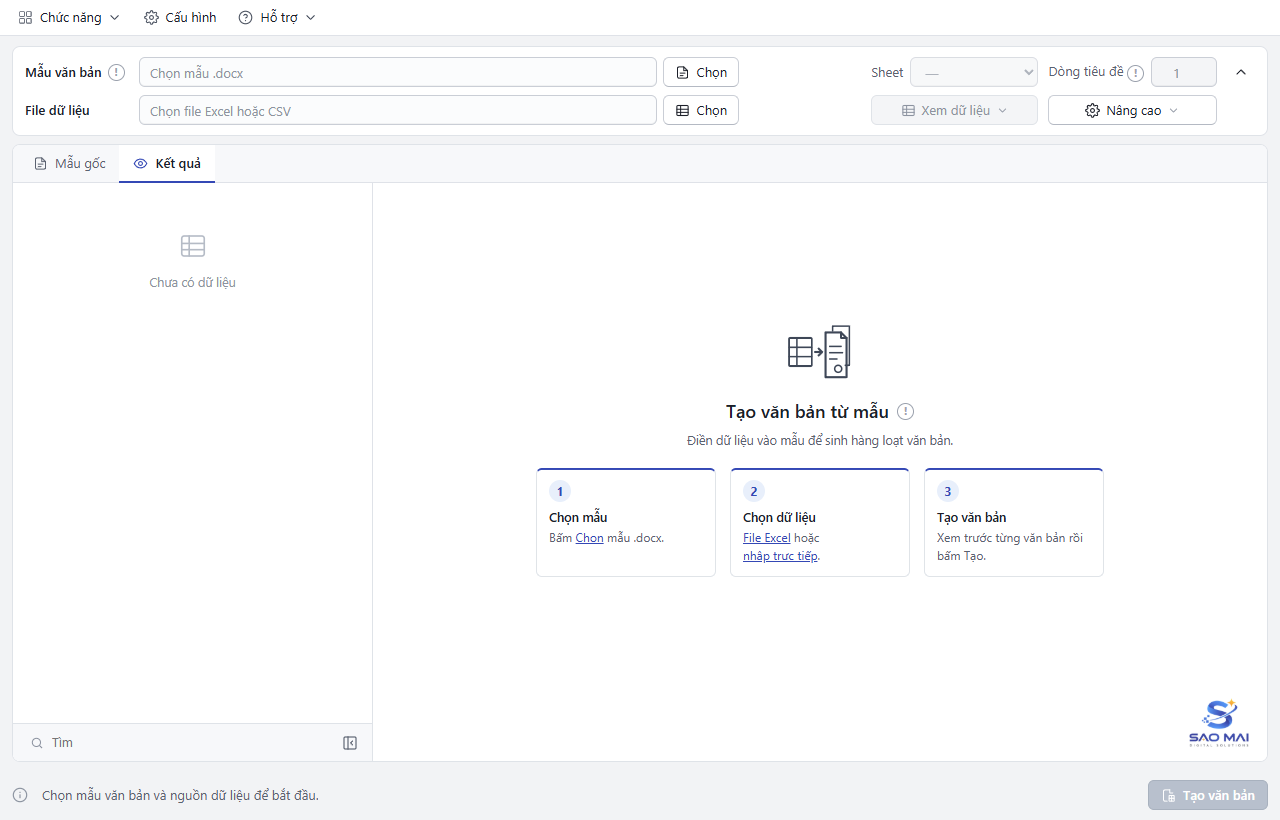 Chức năng
Cấu hình
Hỗ trợ
Mẫu văn bản
Chọn mẫu .docx
Chọn
Sheet
—
Dòng tiêu đề
1
File dữ liệu
Chọn file Excel hoặc CSV
Chọn
Xem dữ liệu
Nâng cao
Mẫu gốc
Kết quả
Chưa có dữ liệu
Tạo văn bản từ mẫu
Điền dữ liệu vào mẫu để sinh hàng loạt văn bản.
1
Chọn mẫu
Bấm Chọn mẫu .docx.
2
Chọn dữ liệu
File Excel hoặc
nhập trực tiếp.
3
Tạo văn bản
Xem trước từng văn bản rồi
bấm Tạo.
SAO MAI
DIGITAL SOLUTIONS
Tìm
Chọn mẫu văn bản và nguồn dữ liệu để bắt đầu.
Tạo văn bản